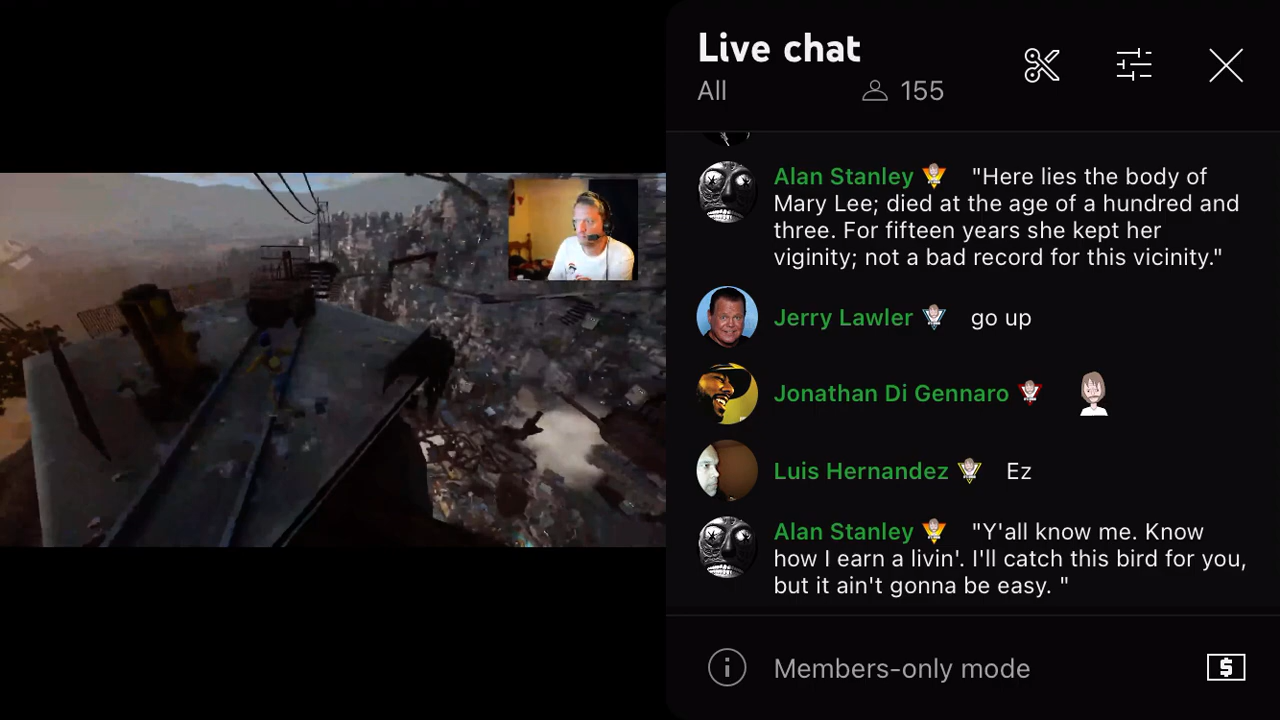 Live chat
All 155
Alan Stanley "Here lies the body of
Mary Lee; died at the age of a hundred and
three. For fifteen years she kept her
viginity; not a bad record for this vicinity."
Jerry Lawler go up
Jonathan Di Gennaro
Luis Hernandez Ez
Alan Stanley "Y'all know me. Know
how I earn a livin'. I'll catch this bird for you,
but it ain't gonna be easy. "
Members-only mode